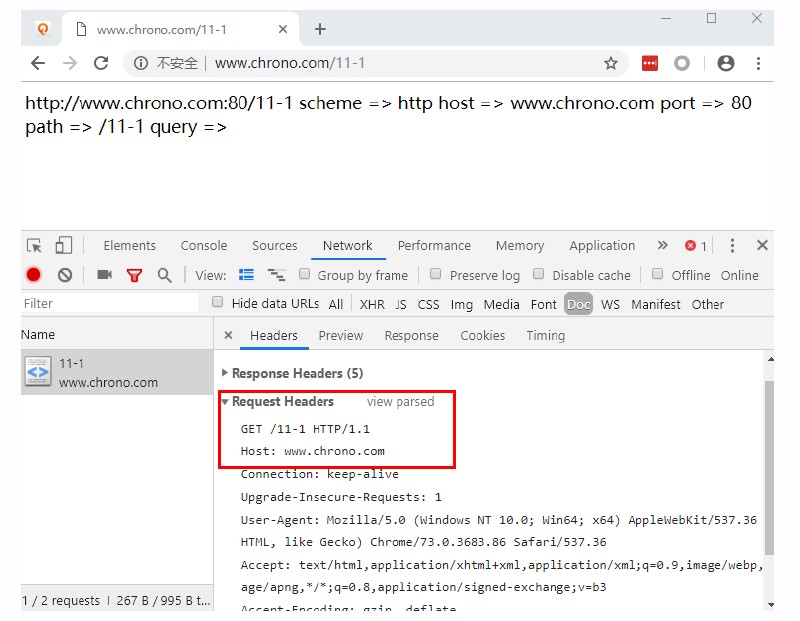 www.chrono.com/11-1
不安全 | www.chrono.com/11-1
http://www.chrono.com:80/11-1 scheme => http host => www.chrono.com port => 80
path => /11-1 query =>
Elements Console Sources Network Performance Memory Application » 1
View: Group by frame Preserve log Disable cache Offline Online
Filter Hide data URLs All XHR JS CSS Img Media Font Doc WS Manifest Other
Name Headers Preview Response Cookies Timing
11-1
www.chrono.com
Response Headers (5)
Request Headers view parsed
GET /11-1 HTTP/1.1
Host: www.chrono.com
Connection: keep-alive
Upgrade-Insecure-Requests: 1
User-Agent: Mozilla/5.0 (Windows NT 10.0; Win64; x64) AppleWebKit/537.36
HTML, like Gecko) Chrome/73.0.3683.86 Safari/537.36
Accept: text/html,application/xhtml+xml,application/xml;q=0.9,image/webp,
age/apng,*/*;q=0.8,application/signed-exchange;v=b3
Accept-Encoding: gzip, deflate
1 / 2 requests | 267 B / 995 B t...